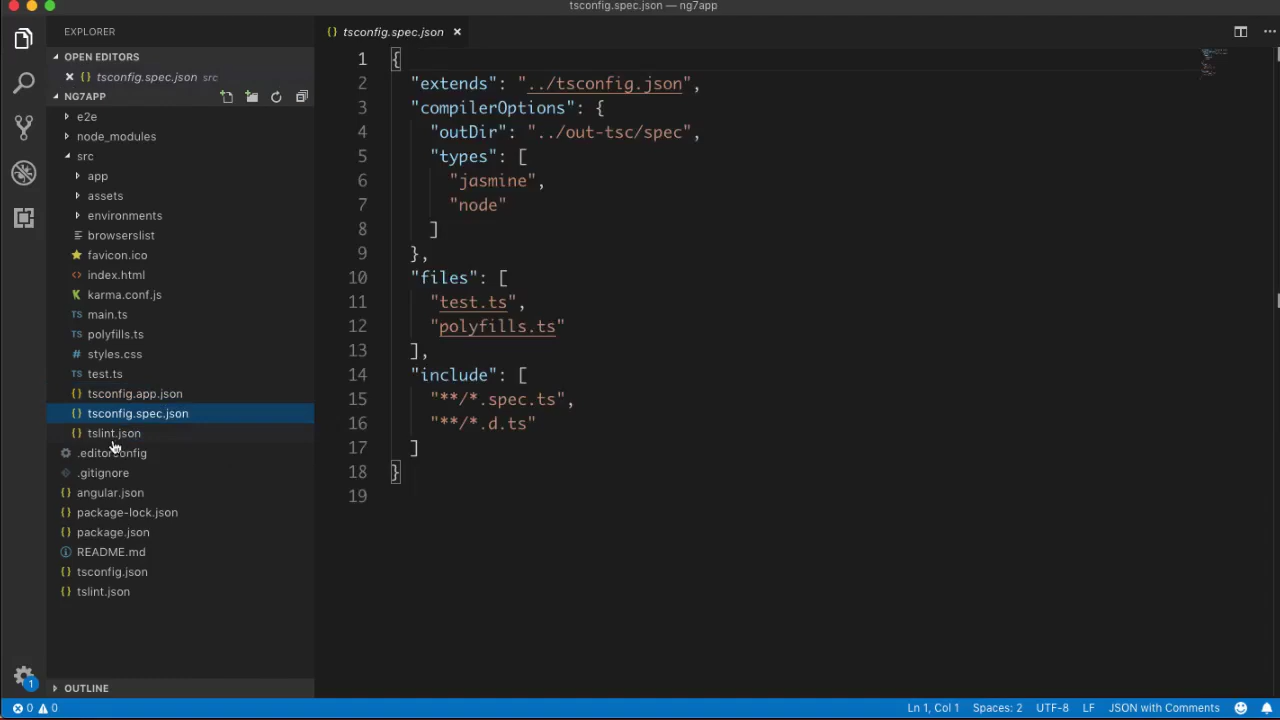 tsconfig.spec.json — ng7app
EXPLORER
OPEN EDITORS
tsconfig.spec.json src
NG7APP
e2e
node_modules
src
app
assets
environments
browserslist
favicon.ico
index.html
karma.conf.js
main.ts
polyfills.ts
styles.css
test.ts
tsconfig.app.json
tsconfig.spec.json
tslint.json
.editorconfig
.gitignore
angular.json
package-lock.json
package.json
README.md
tsconfig.json
tslint.json
OUTLINE
1
tsconfig.spec.json
1 {
2 "extends": "../tsconfig.json",
3 "compilerOptions": {
4 "outDir": "../out-tsc/spec",
5 "types": [
6 "jasmine",
7 "node"
8 ]
9 },
10 "files": [
11 "test.ts",
12 "polyfills.ts"
13 ],
14 "include": [
15 "**/*.spec.ts",
16 "**/*.d.ts"
17 ]
18 }
19
0 0 Ln 1, Col 1 Spaces: 2 UTF-8 LF JSON with Comments